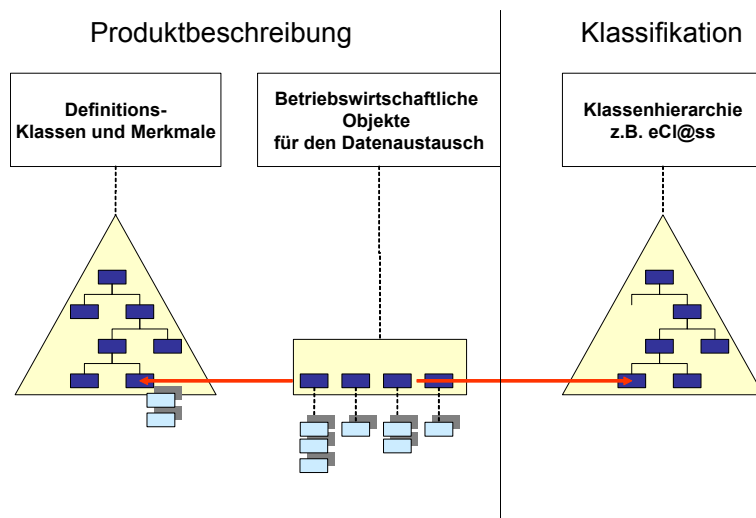 Produktbeschreibung
Klassifikation
Definitions-
Klassen und Merkmale
Betriebswirtschaftliche
Objekte
für den Datenaustausch
Klassenhierarchie
z.B. eCl@ss